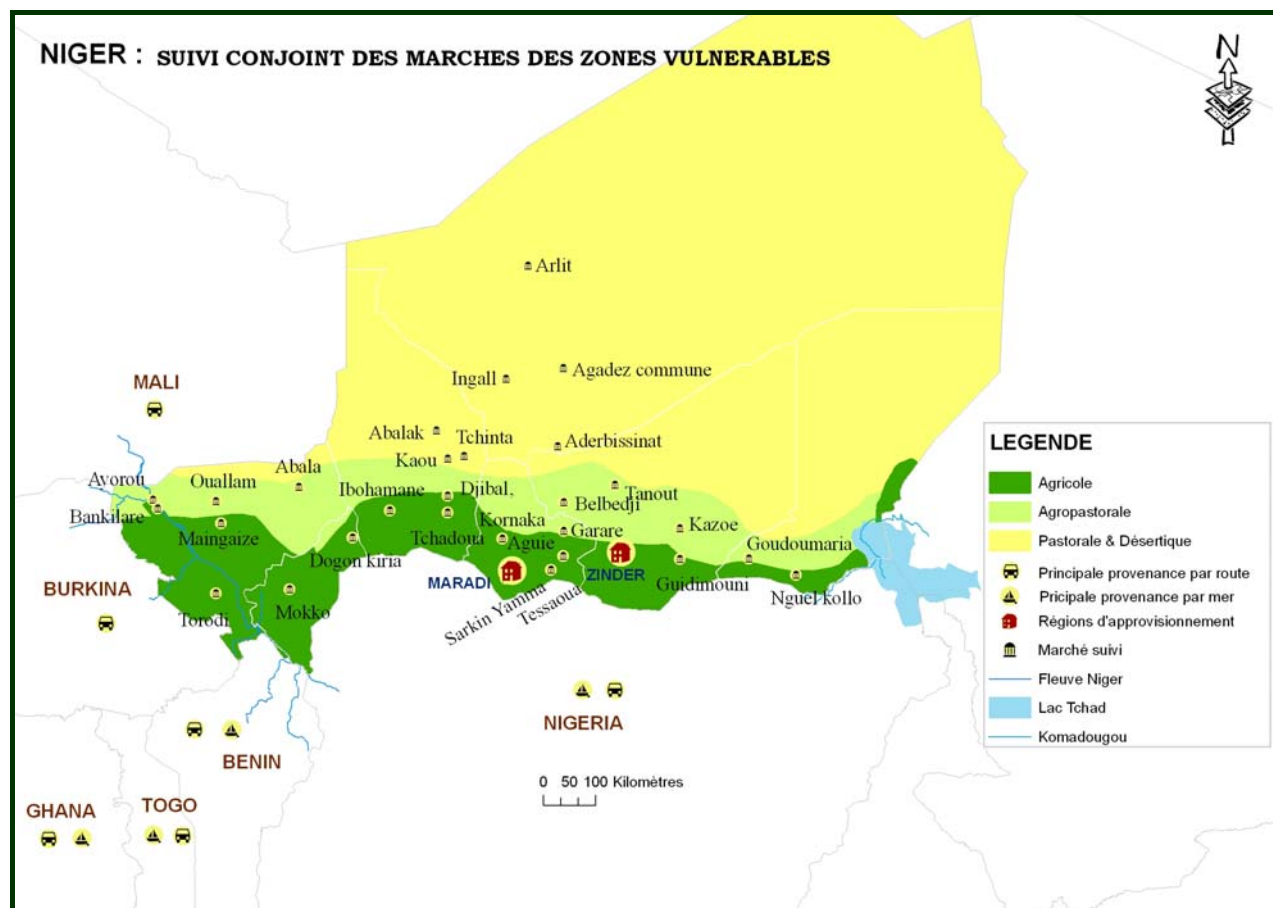 NIGER : SUIVI CONJOINT DES MARCHES DES ZONES VULNERABLES
N
Arlit
Agadez commune
Ingall
MALI
Abalak
Tchinta
Aderbissinat
Kaou
Abala
Ouallam
Ayorou
Ibohamane
Djibal,
Tanout
Belbedji
Bankilare
Maingaize
Kornaka
Garare
Kazoe
Tchadoua
Aguie
Goudoumaria
Dogon kiria
MARADI
ZINDER
Guidimouni
Nguel kollo
BURKINA
Mokko
Torodi
Sarkin Yamma
Tessaoua
NIGERIA
BENIN
GHANA
TOGO
0 50 100 Kilomètres
LEGENDE
Agricole
Agropastorale
Pastorale & Désertique
Principale provenance par route
Pricipale provenance par mer
Régions d'approvisionnement
Marché suivi
Fleuve Niger
Lac Tchad
Komadougou